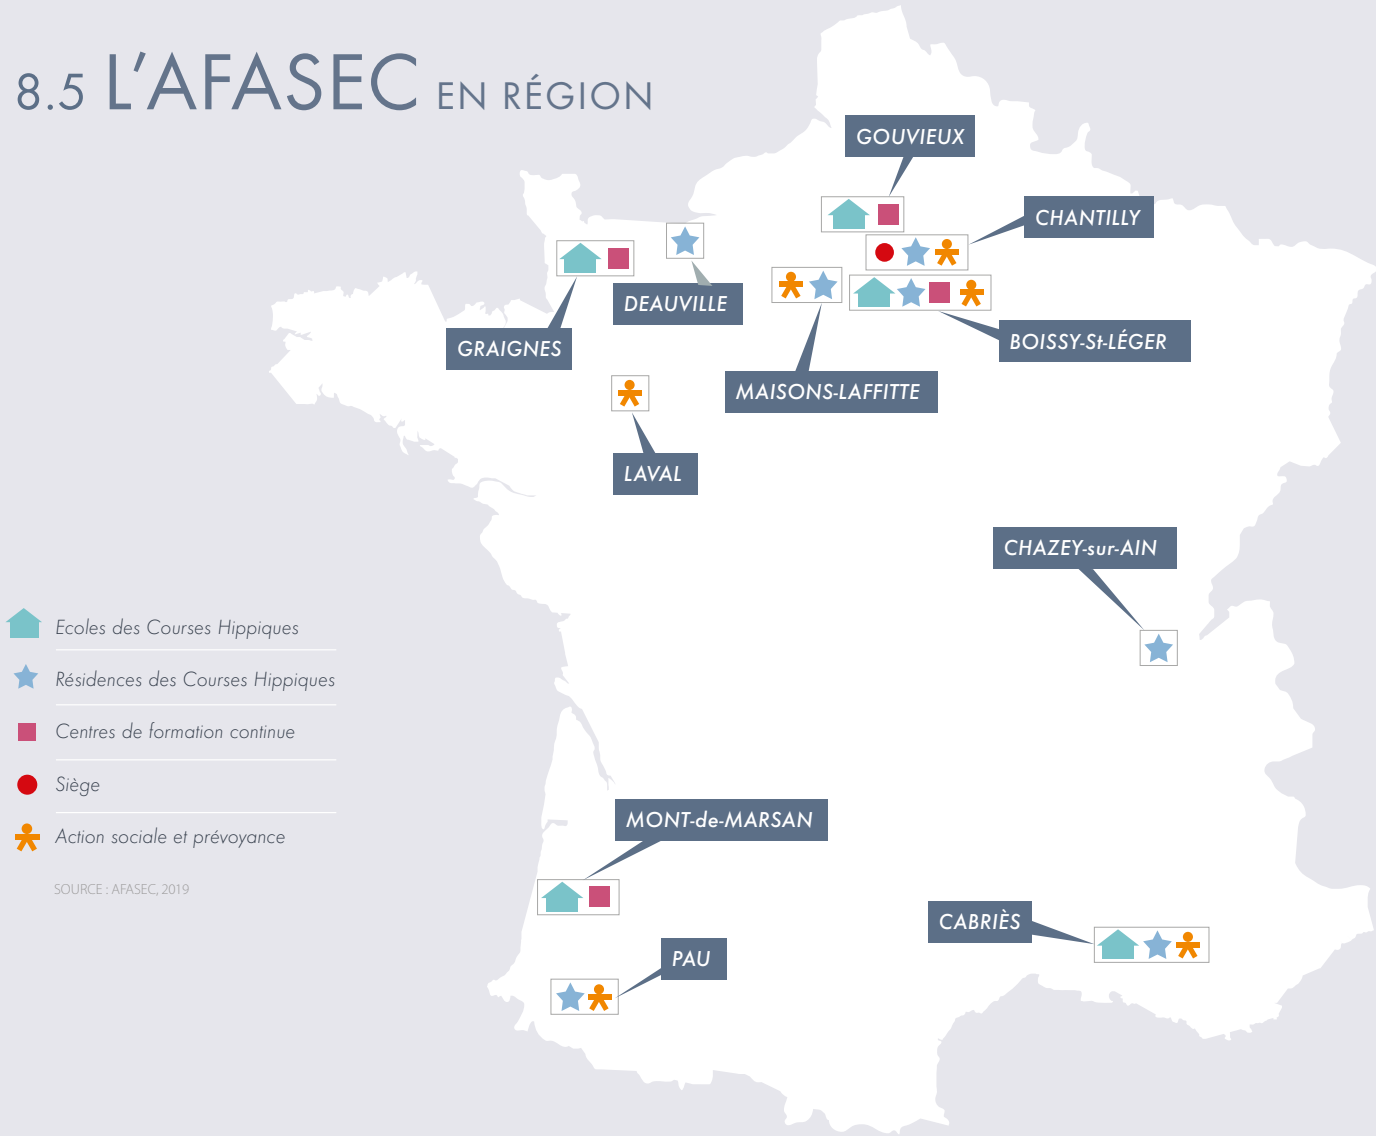 8.5 L'AFASEC EN RÉGION
GOUVIEUX
CHANTILLY
DEAUVILLE
GRAIGNES
BOISSY-St-LÉGER
MAISONS-LAFFITTE
LAVAL
CHAZEY-sur-AIN
Ecoles des Courses Hippiques
Résidences des Courses Hippiques
Centres de formation continue
Siège
Action sociale et prévoyance
SOURCE : AFASEC, 2019
MONT-de-MARSAN
CABRIÈS
PAU